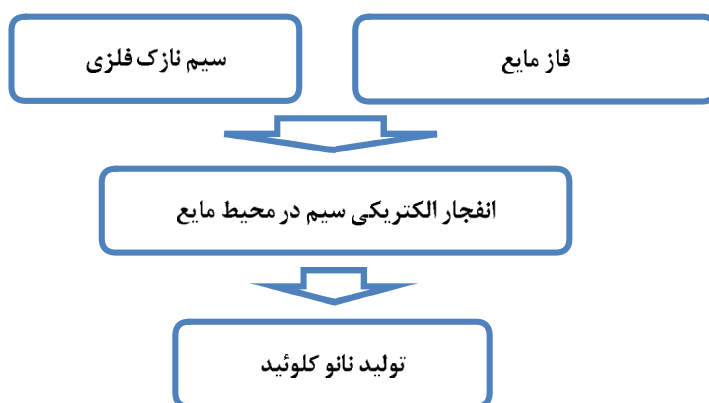 فاز مایع
سیم نازک فلزی
انفجار الکتریکی سیم در محیط مایع
تولید نانو کلوئید